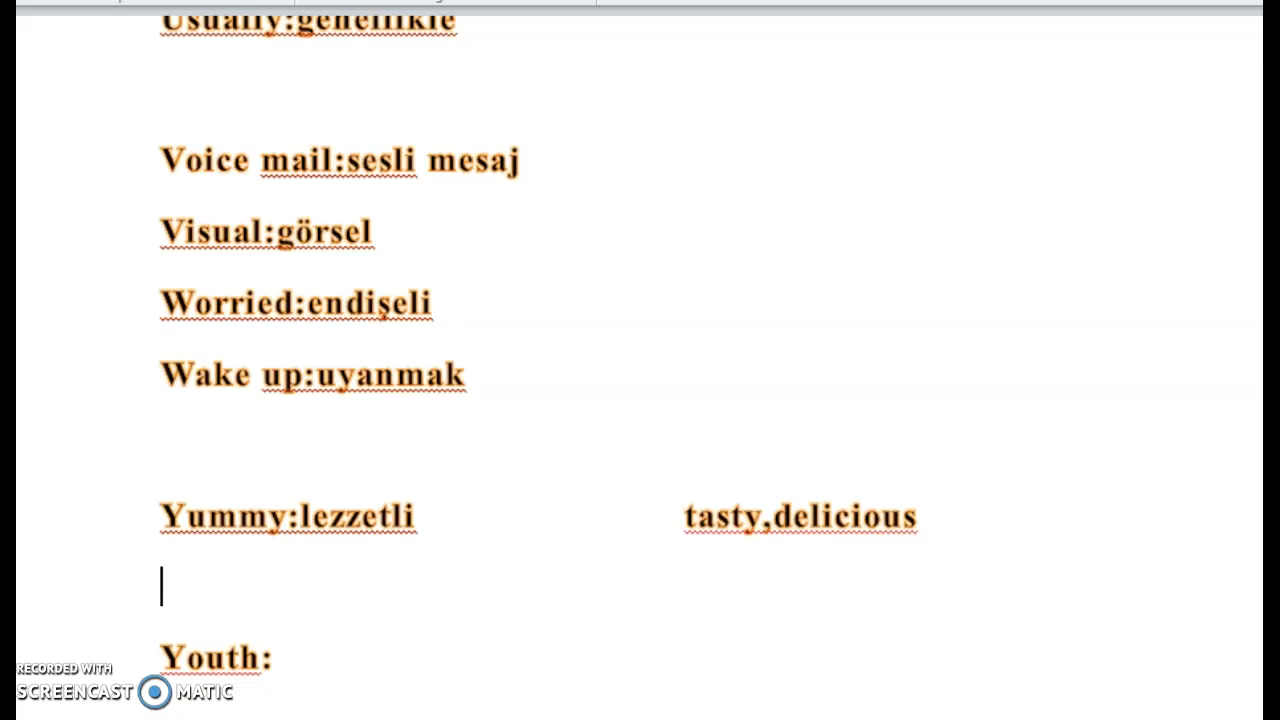 Usually:genellikle
Voice mail:sesli mesaj
Visual:görsel
Worried:endişeli
Wake up:uyanmak
Yummy:lezzetli tasty,delicious
Youth:
RECORDED WITH
SCREENCAST MATIC